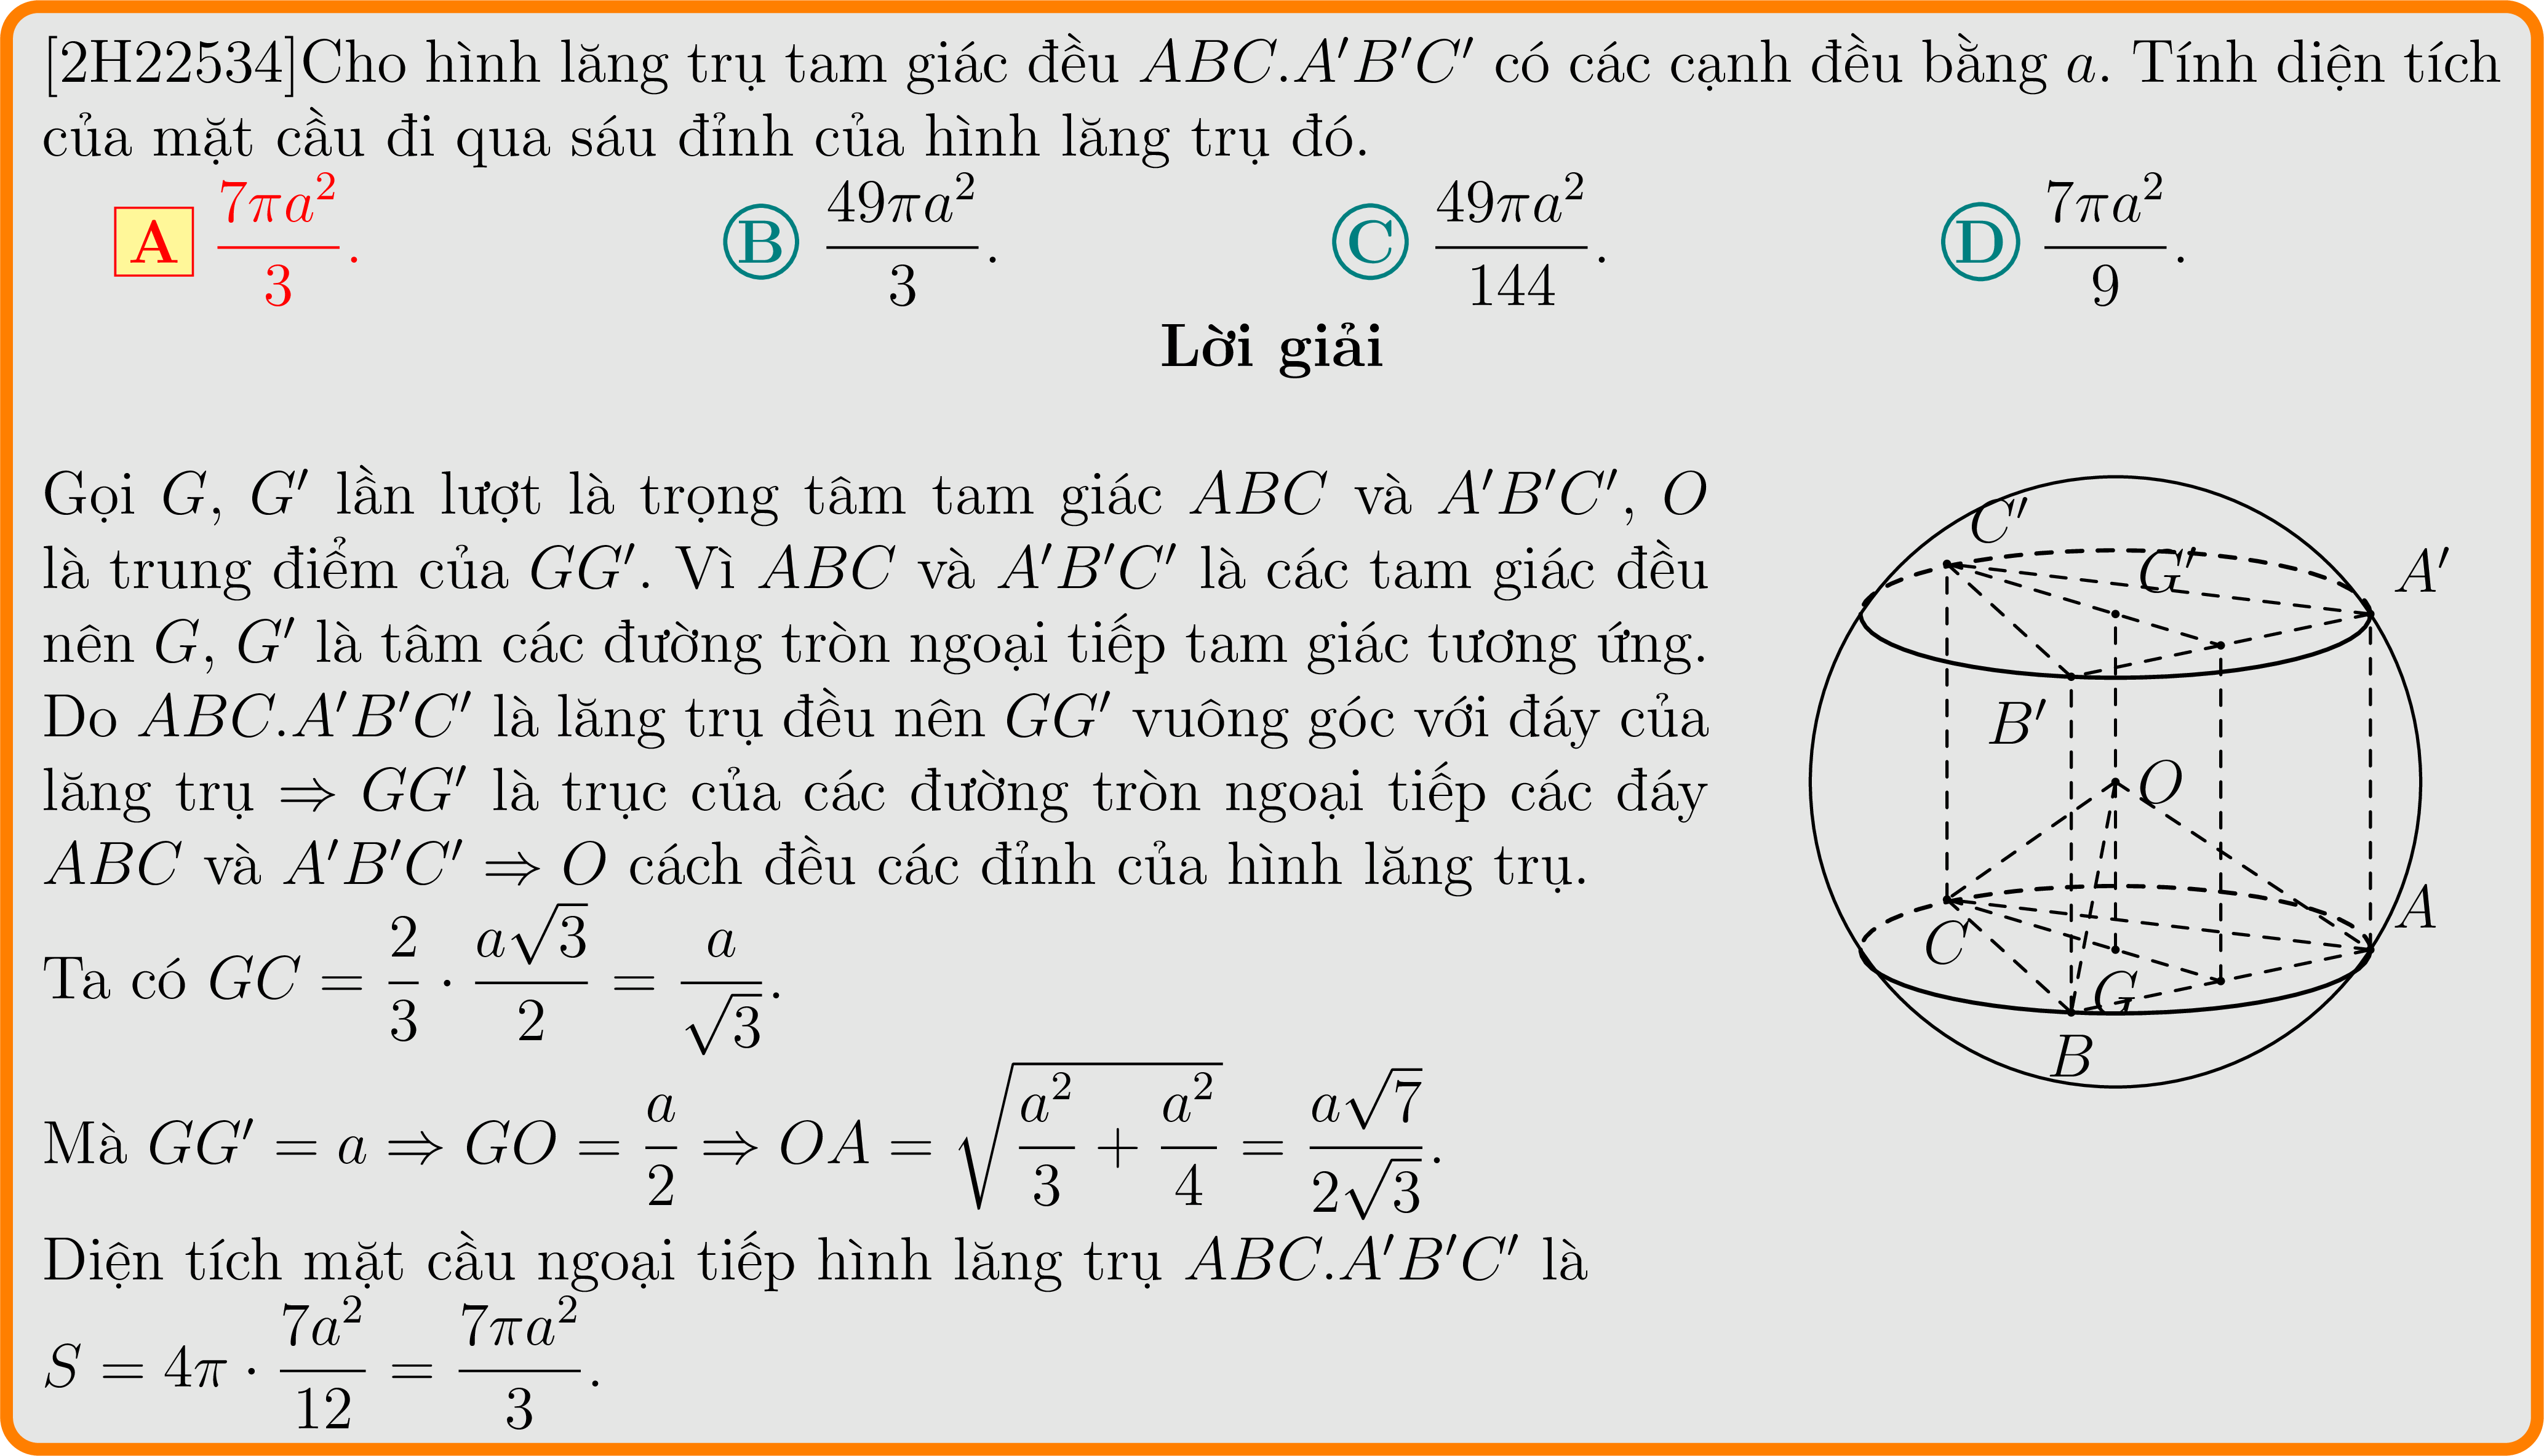 [2H22534]Cho hình lăng trụ tam giác đều ABC.A′B′C′ có các cạnh đều bằng a. Tính diện tích
của mặt cầu đi qua sáu đỉnh của hình lăng trụ đó.
A $\frac{7\pi a^2}{3}$. B $\frac{49\pi a^2}{3}$. C $\frac{49\pi a^2}{144}$. D $\frac{7\pi a^2}{9}$.
Lời giải
Gọi G, G′ lần lượt là trọng tâm tam giác ABC và A′B′C′, O
là trung điểm của GG′. Vì ABC và A′B′C′ là các tam giác đều
nên G, G′ là tâm các đường tròn ngoại tiếp tam giác tương ứng.
Do ABC.A′B′C′ là lăng trụ đều nên GG′ vuông góc với đáy của
lăng trụ ⇒ GG′ là trục của các đường tròn ngoại tiếp các đáy
ABC và A′B′C′ ⇒ O cách đều các đỉnh của hình lăng trụ.
Ta có $GC = \frac{2}{3} \cdot \frac{a\sqrt{3}}{2} = \frac{a}{\sqrt{3}}$.
Mà $GG′ = a ⇒ GO = \frac{a}{2} ⇒ OA = \sqrt{\frac{a^2}{3} + \frac{a^2}{4}} = \frac{a\sqrt{7}}{2\sqrt{3}}$.
Diện tích mặt cầu ngoại tiếp hình lăng trụ ABC.A′B′C′ là
$S = 4\pi \cdot \frac{7a^2}{12} = \frac{7\pi a^2}{3}$.
C′
G′
A′
B′
O
A
C
G
B